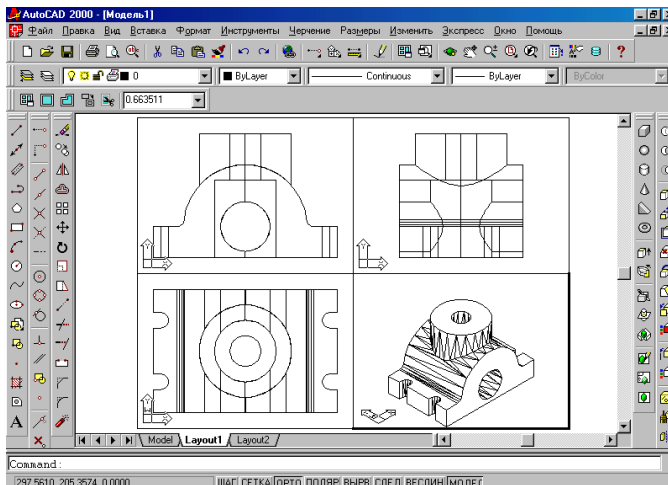 AutoCAD 2000 - [Модель1]
Файл Правка Вид Вставка Формат Инструменты Черчение Размеры Изменить Экспресс Окно Помощь
0 ByLayer Continuous ByLayer ByColor
0.663511
Model Layout1 Layout2
Command:
297.5610, 205.3574, 0.0000 ШАГ СЕТКА ОРТО ПОЛЯР ВЫРВ СЛЕД ВЕСЛИН МОДЕЛ